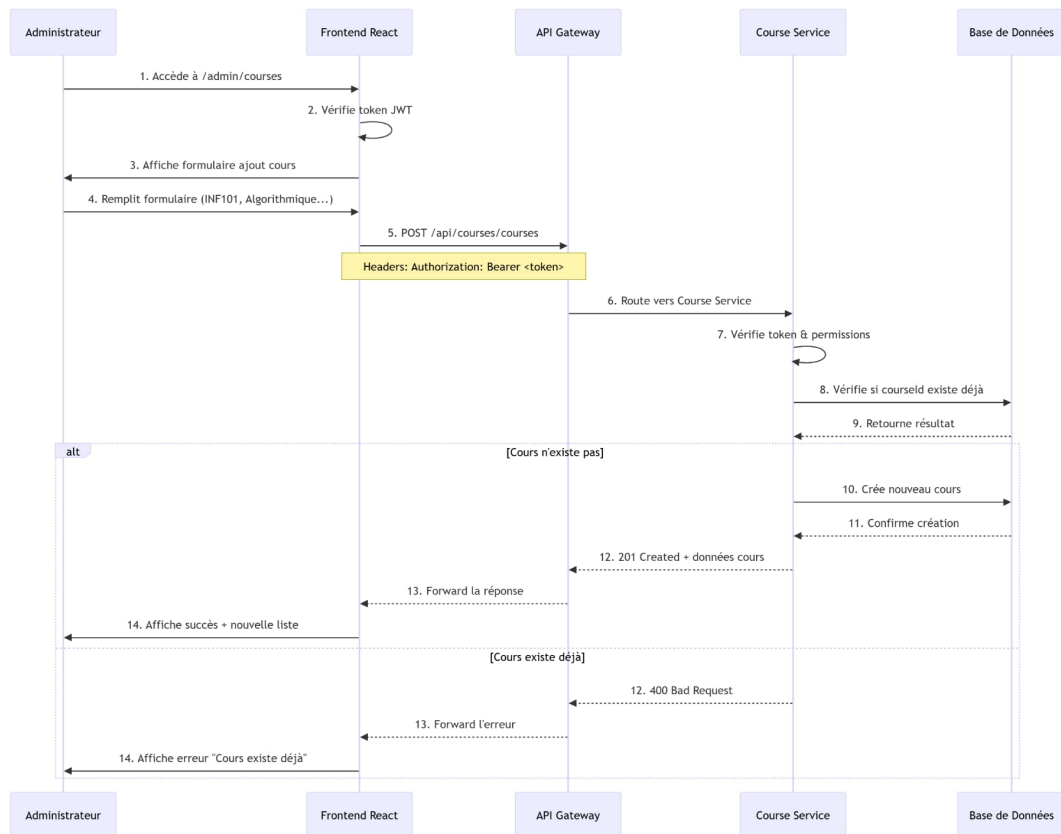 Administrateur
Frontend React
API Gateway
Course Service
Base de Données
1. Accède à /admin/courses
2. Vérifie token JWT
3. Affiche formulaire ajout cours
4. Remplit formulaire (INF101, Algorithmique...)
5. POST /api/courses/courses
Headers: Authorization: Bearer <token>
6. Route vers Course Service
7. Vérifie token & permissions
8. Vérifie si courseId existe déjà
9. Retourne résultat
alt
[Cours n'existe pas]
10. Crée nouveau cours
11. Confirme création
12. 201 Created + données cours
13. Forward la réponse
14. Affiche succès + nouvelle liste
[Cours existe déjà]
12. 400 Bad Request
13. Forward l'erreur
14. Affiche erreur "Cours existe déjà"
Administrateur
Frontend React
API Gateway
Course Service
Base de Données